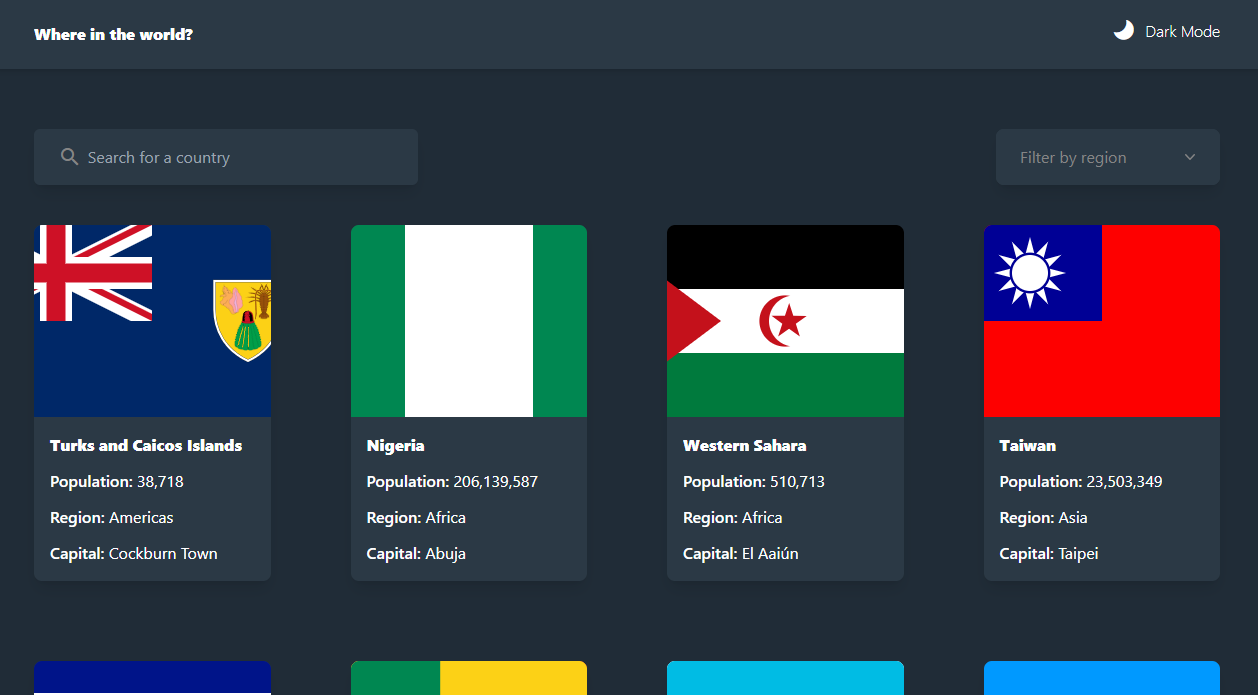 Where in the world?
Dark Mode
Search for a country
Filter by region
Turks and Caicos Islands
Population: 38,718
Region: Americas
Capital: Cockburn Town
Nigeria
Population: 206,139,587
Region: Africa
Capital: Abuja
Western Sahara
Population: 510,713
Region: Africa
Capital: El Aaiún
Taiwan
Population: 23,503,349
Region: Asia
Capital: Taipei